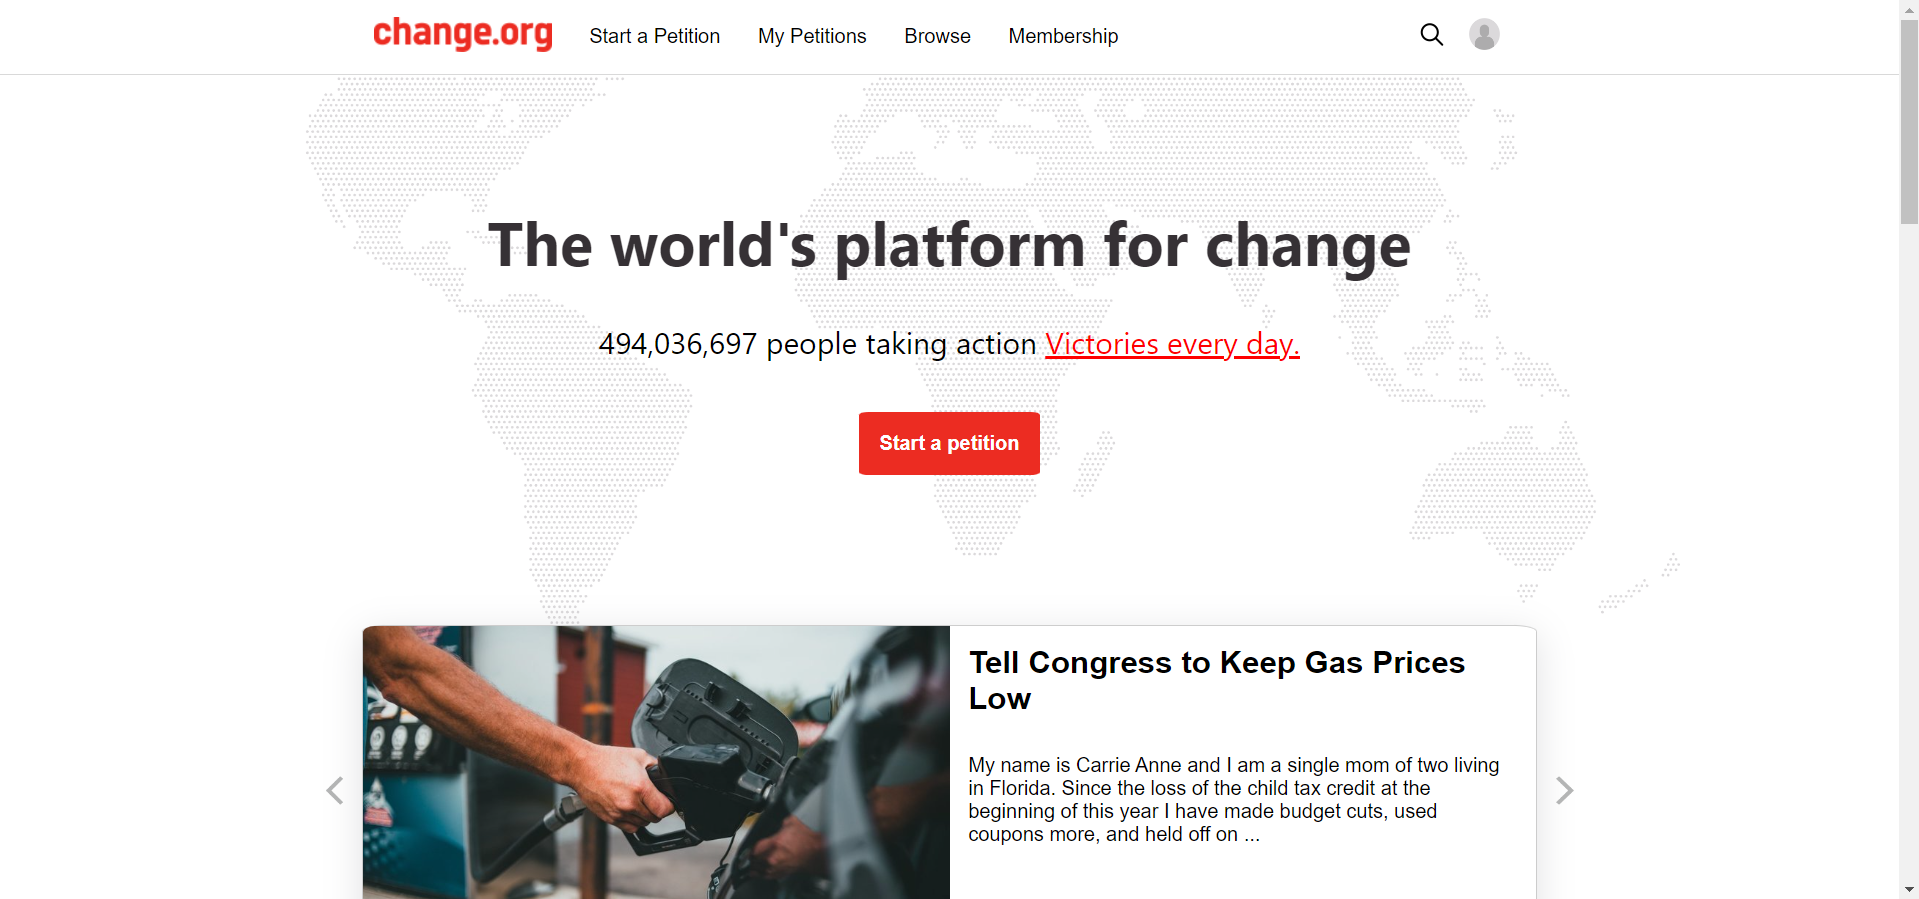 change.org
Start a Petition
My Petitions
Browse
Membership
The world's platform for change
494,036,697 people taking action Victories every day.
Start a petition
Tell Congress to Keep Gas Prices
Low
My name is Carrie Anne and I am a single mom of two living
in Florida. Since the loss of the child tax credit at the
beginning of this year I have made budget cuts, used
coupons more, and held off on ...